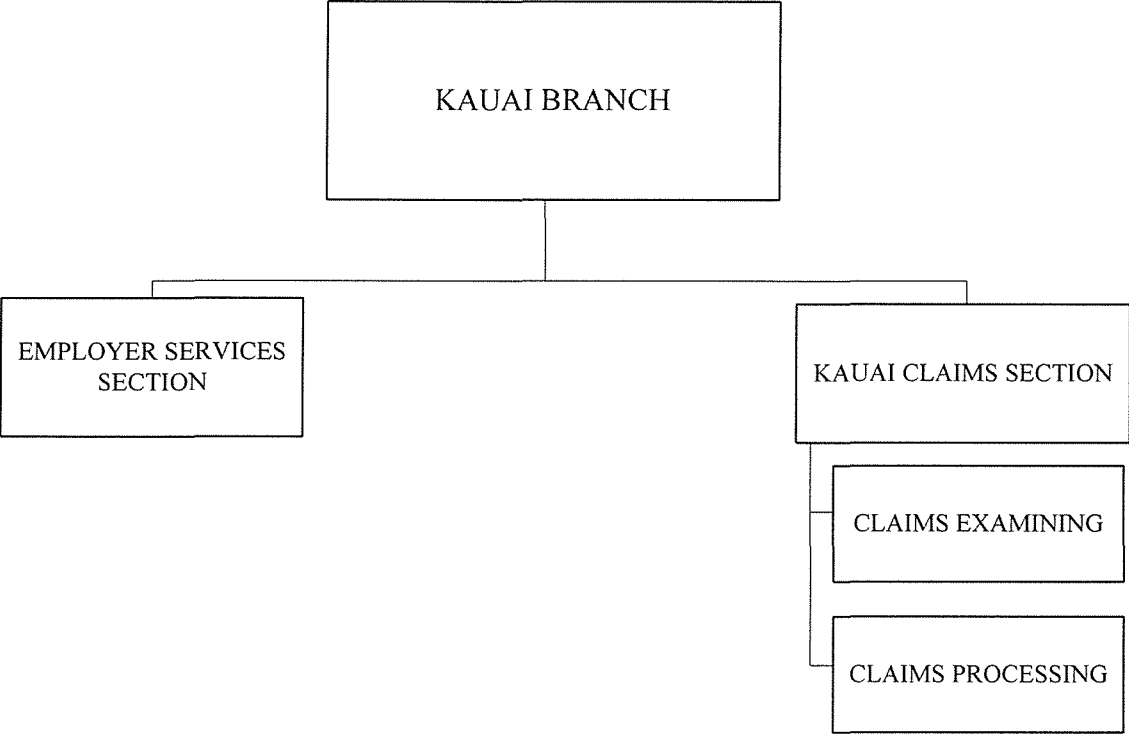 KAUAI BRANCH
EMPLOYER SERVICES
SECTION
KAUAI CLAIMS SECTION
CLAIMS EXAMINING
CLAIMS PROCESSING